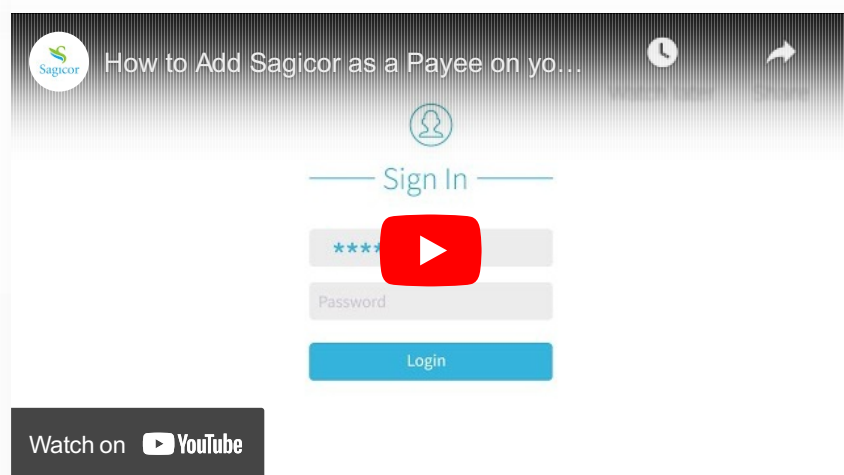 Sagicor
How to Add Sagicor as a Payee on yo...
Sign In
****
Password
Login
Watch on YouTube